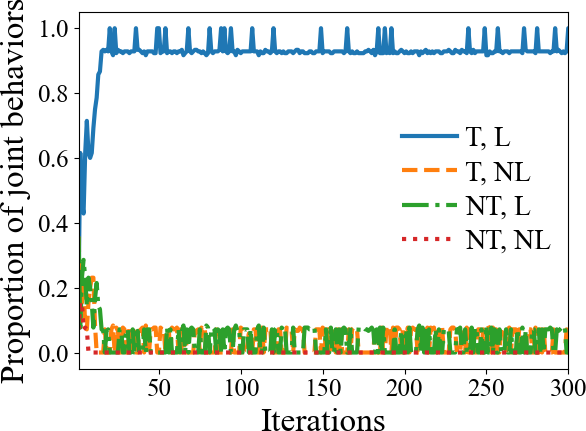 Proportion of joint behaviors
1.0
0.8
0.6
0.4
0.2
0.0
T, L
T, NL
NT, L
NT, NL
50
100
150
200
250
300
Iterations